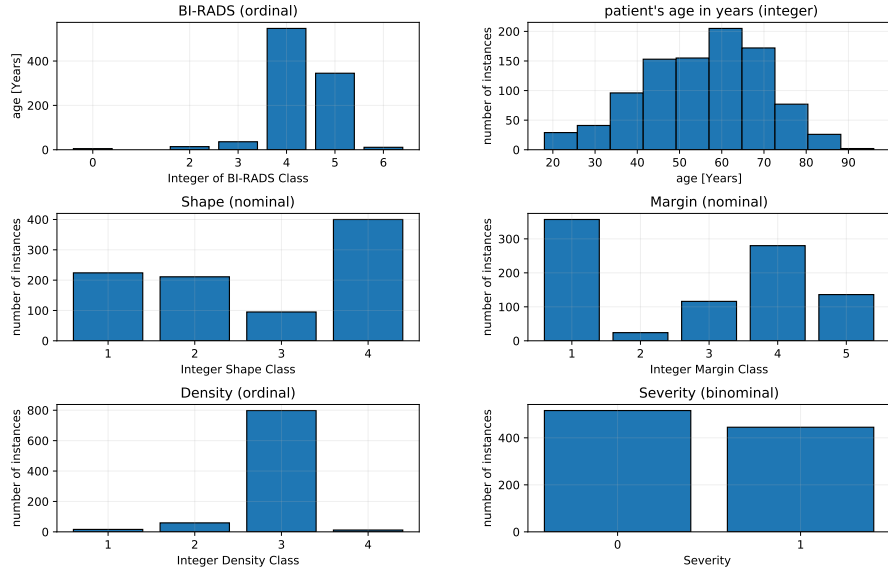 BI-RADS (ordinal)
age [Years]
400
200
0
0 2 3 4 5 6
Integer of BI-RADS Class
patient's age in years (integer)
number of instances
200
150
100
50
0
20 30 40 50 60 70 80 90
age [Years]
Shape (nominal)
number of instances
400
300
200
100
0
1 2 3 4
Integer Shape Class
Margin (nominal)
number of instances
300
200
100
0
1 2 3 4 5
Integer Margin Class
Density (ordinal)
number of instances
800
600
400
200
0
1 2 3 4
Integer Density Class
Severity (binominal)
number of instances
400
200
0
0 1
Severity